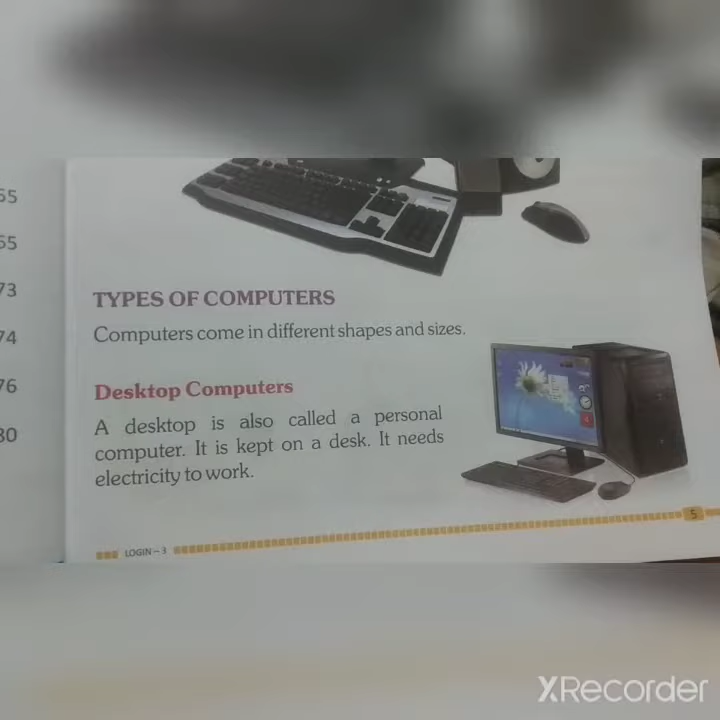 55
55
73
74
76
80
TYPES OF COMPUTERS
Computers come in different shapes and sizes.
Desktop Computers
A desktop is also called a personal
computer. It is kept on a desk. It needs
electricity to work.
LOGIN – 3
5
XRecorder